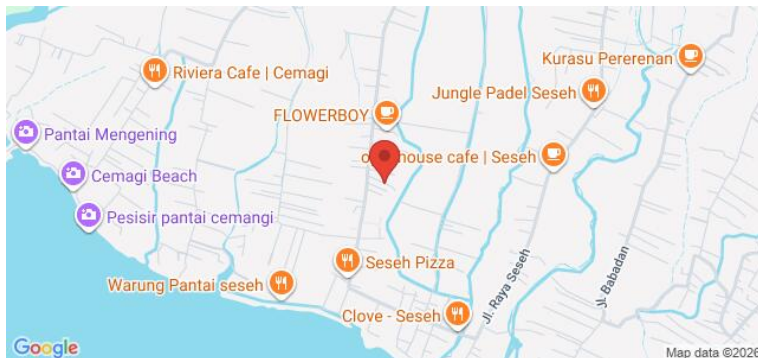 Kurasu Pererenan
Riviera Cafe | Cemagi
Jungle Padel Seseh
FLOWERBOY
Pantai Mengening
house cafe | Seseh
Cemagi Beach
Pesisir pantai cemangi
Jl. Raya Seseh
Jl. Babadan
Seseh Pizza
Warung Pantai seseh
Clove - Seseh
Google
Map data ©2026